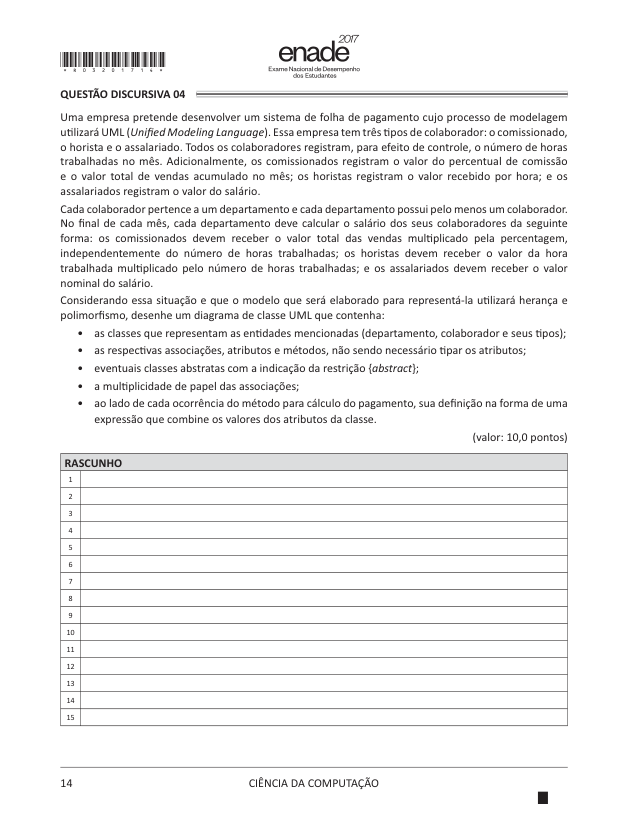 enade 2017
Exame Nacional de Desempenho
dos Estudantes
* R 0 3 2 0 1 7 1 4 *
QUESTÃO DISCURSIVA 04
Uma empresa pretende desenvolver um sistema de folha de pagamento cujo processo de modelagem
utilizará UML (Unified Modeling Language). Essa empresa tem três tipos de colaborador: o comissionado,
o horista e o assalariado. Todos os colaboradores registram, para efeito de controle, o número de horas
trabalhadas no mês. Adicionalmente, os comissionados registram o valor do percentual de comissão
e o valor total de vendas acumulado no mês; os horistas registram o valor recebido por hora; e os
assalariados registram o valor do salário.
Cada colaborador pertence a um departamento e cada departamento possui pelo menos um colaborador.
No final de cada mês, cada departamento deve calcular o salário dos seus colaboradores da seguinte
forma: os comissionados devem receber o valor total das vendas multiplicado pela percentagem,
independentemente do número de horas trabalhadas; os horistas devem receber o valor da hora
trabalhada multiplicado pelo número de horas trabalhadas; e os assalariados devem receber o valor
nominal do salário.
Considerando essa situação e que o modelo que será elaborado para representá-la utilizará herança e
polimorfismo, desenhe um diagrama de classe UML que contenha:
• as classes que representam as entidades mencionadas (departamento, colaborador e seus tipos);
• as respectivas associações, atributos e métodos, não sendo necessário tipar os atributos;
• eventuais classes abstratas com a indicação da restrição {abstract};
• a multiplicidade de papel das associações;
• ao lado de cada ocorrência do método para cálculo do pagamento, sua definição na forma de uma
expressão que combine os valores dos atributos da classe.
(valor: 10,0 pontos)
RASCUNHO
1
2
3
4
5
6
7
8
9
10
11
12
13
14
15
14
CIÊNCIA DA COMPUTAÇÃO